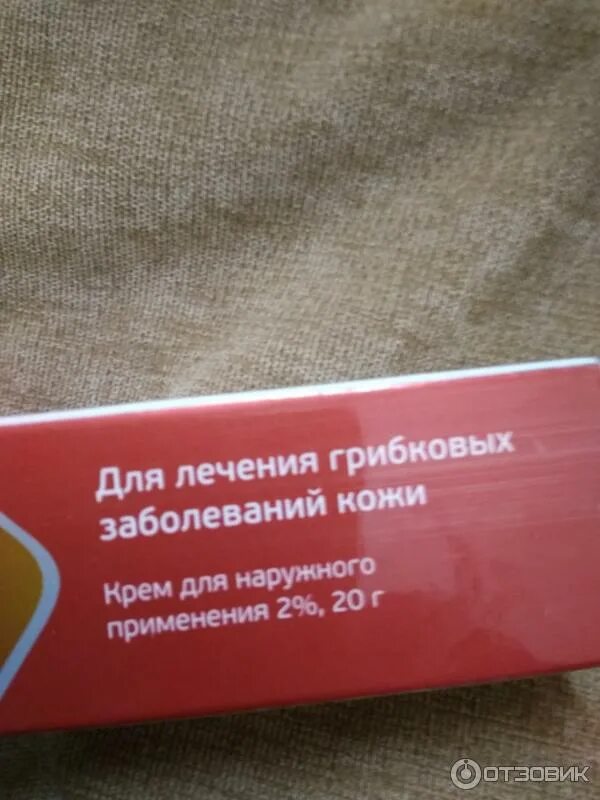 Для лечения грибковых
заболеваний кожи
Крем для наружного
применения 2%, 20 г
ОТЗОВИК